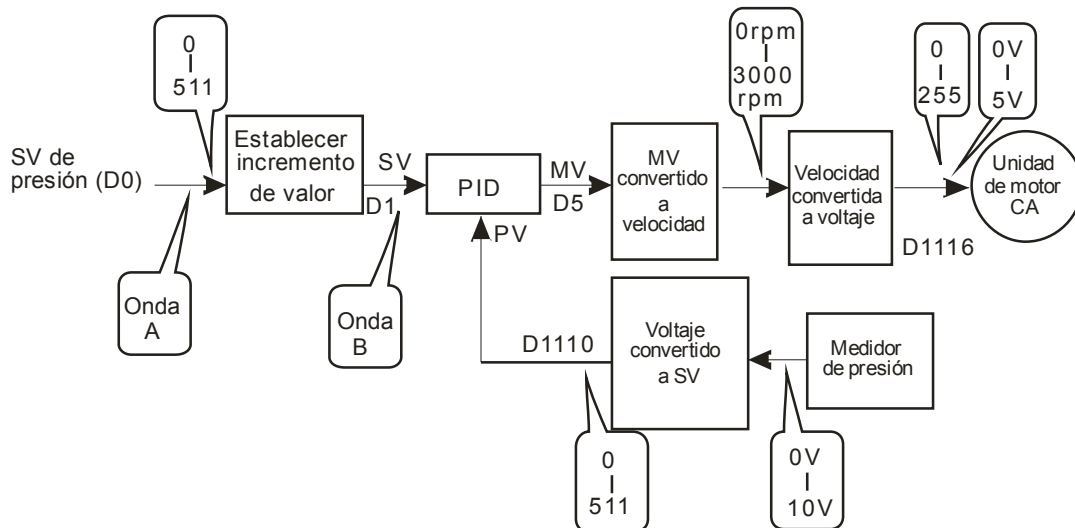 0
511
SV de
presión (D0)
Onda
A
Establecer
incremento
de valor
SV
D1
Onda
B
PID
PV
MV
D5
MV
convertido
a
velocidad
0rpm
3000
rpm
Velocidad
convertida
a voltaje
0
255
0V
5V
D1116
Unidad
de motor
CA
D1110
0
511
Voltaje
convertido
a SV
0V
10V
Medidor
de presión